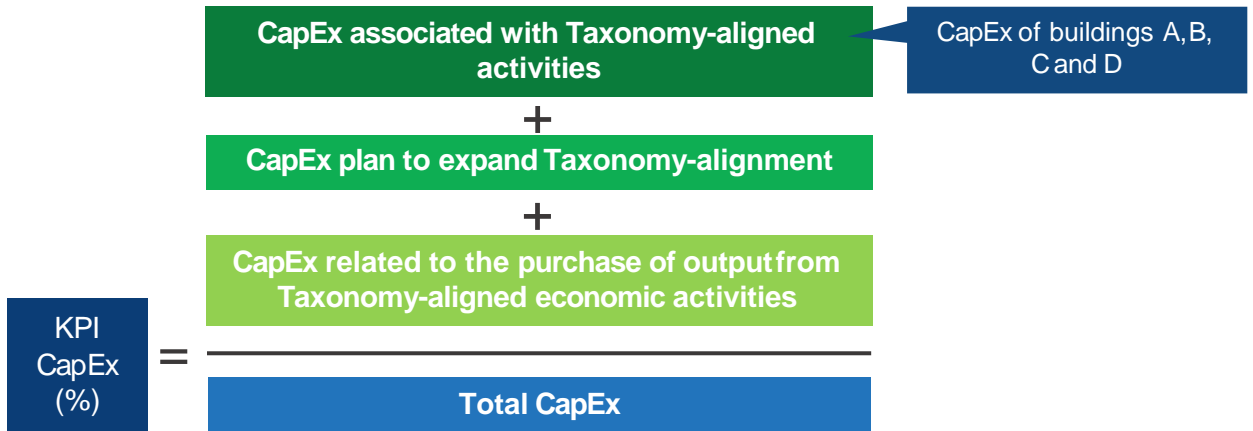 CapEx associated with Taxonomy-aligned
activities
CapEx of buildings A, B,
C and D
+
CapEx plan to expand Taxonomy-alignment
+
CapEx related to the purchase of output from
Taxonomy-aligned economic activities
KPI
CapEx
(%)
=
Total CapEx